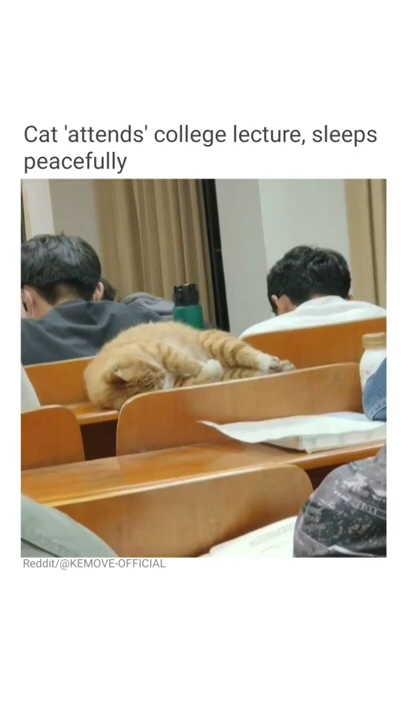 Cat 'attends' college lecture, sleeps
peacefully
Reddit/@KEMOVE-OFFICIAL